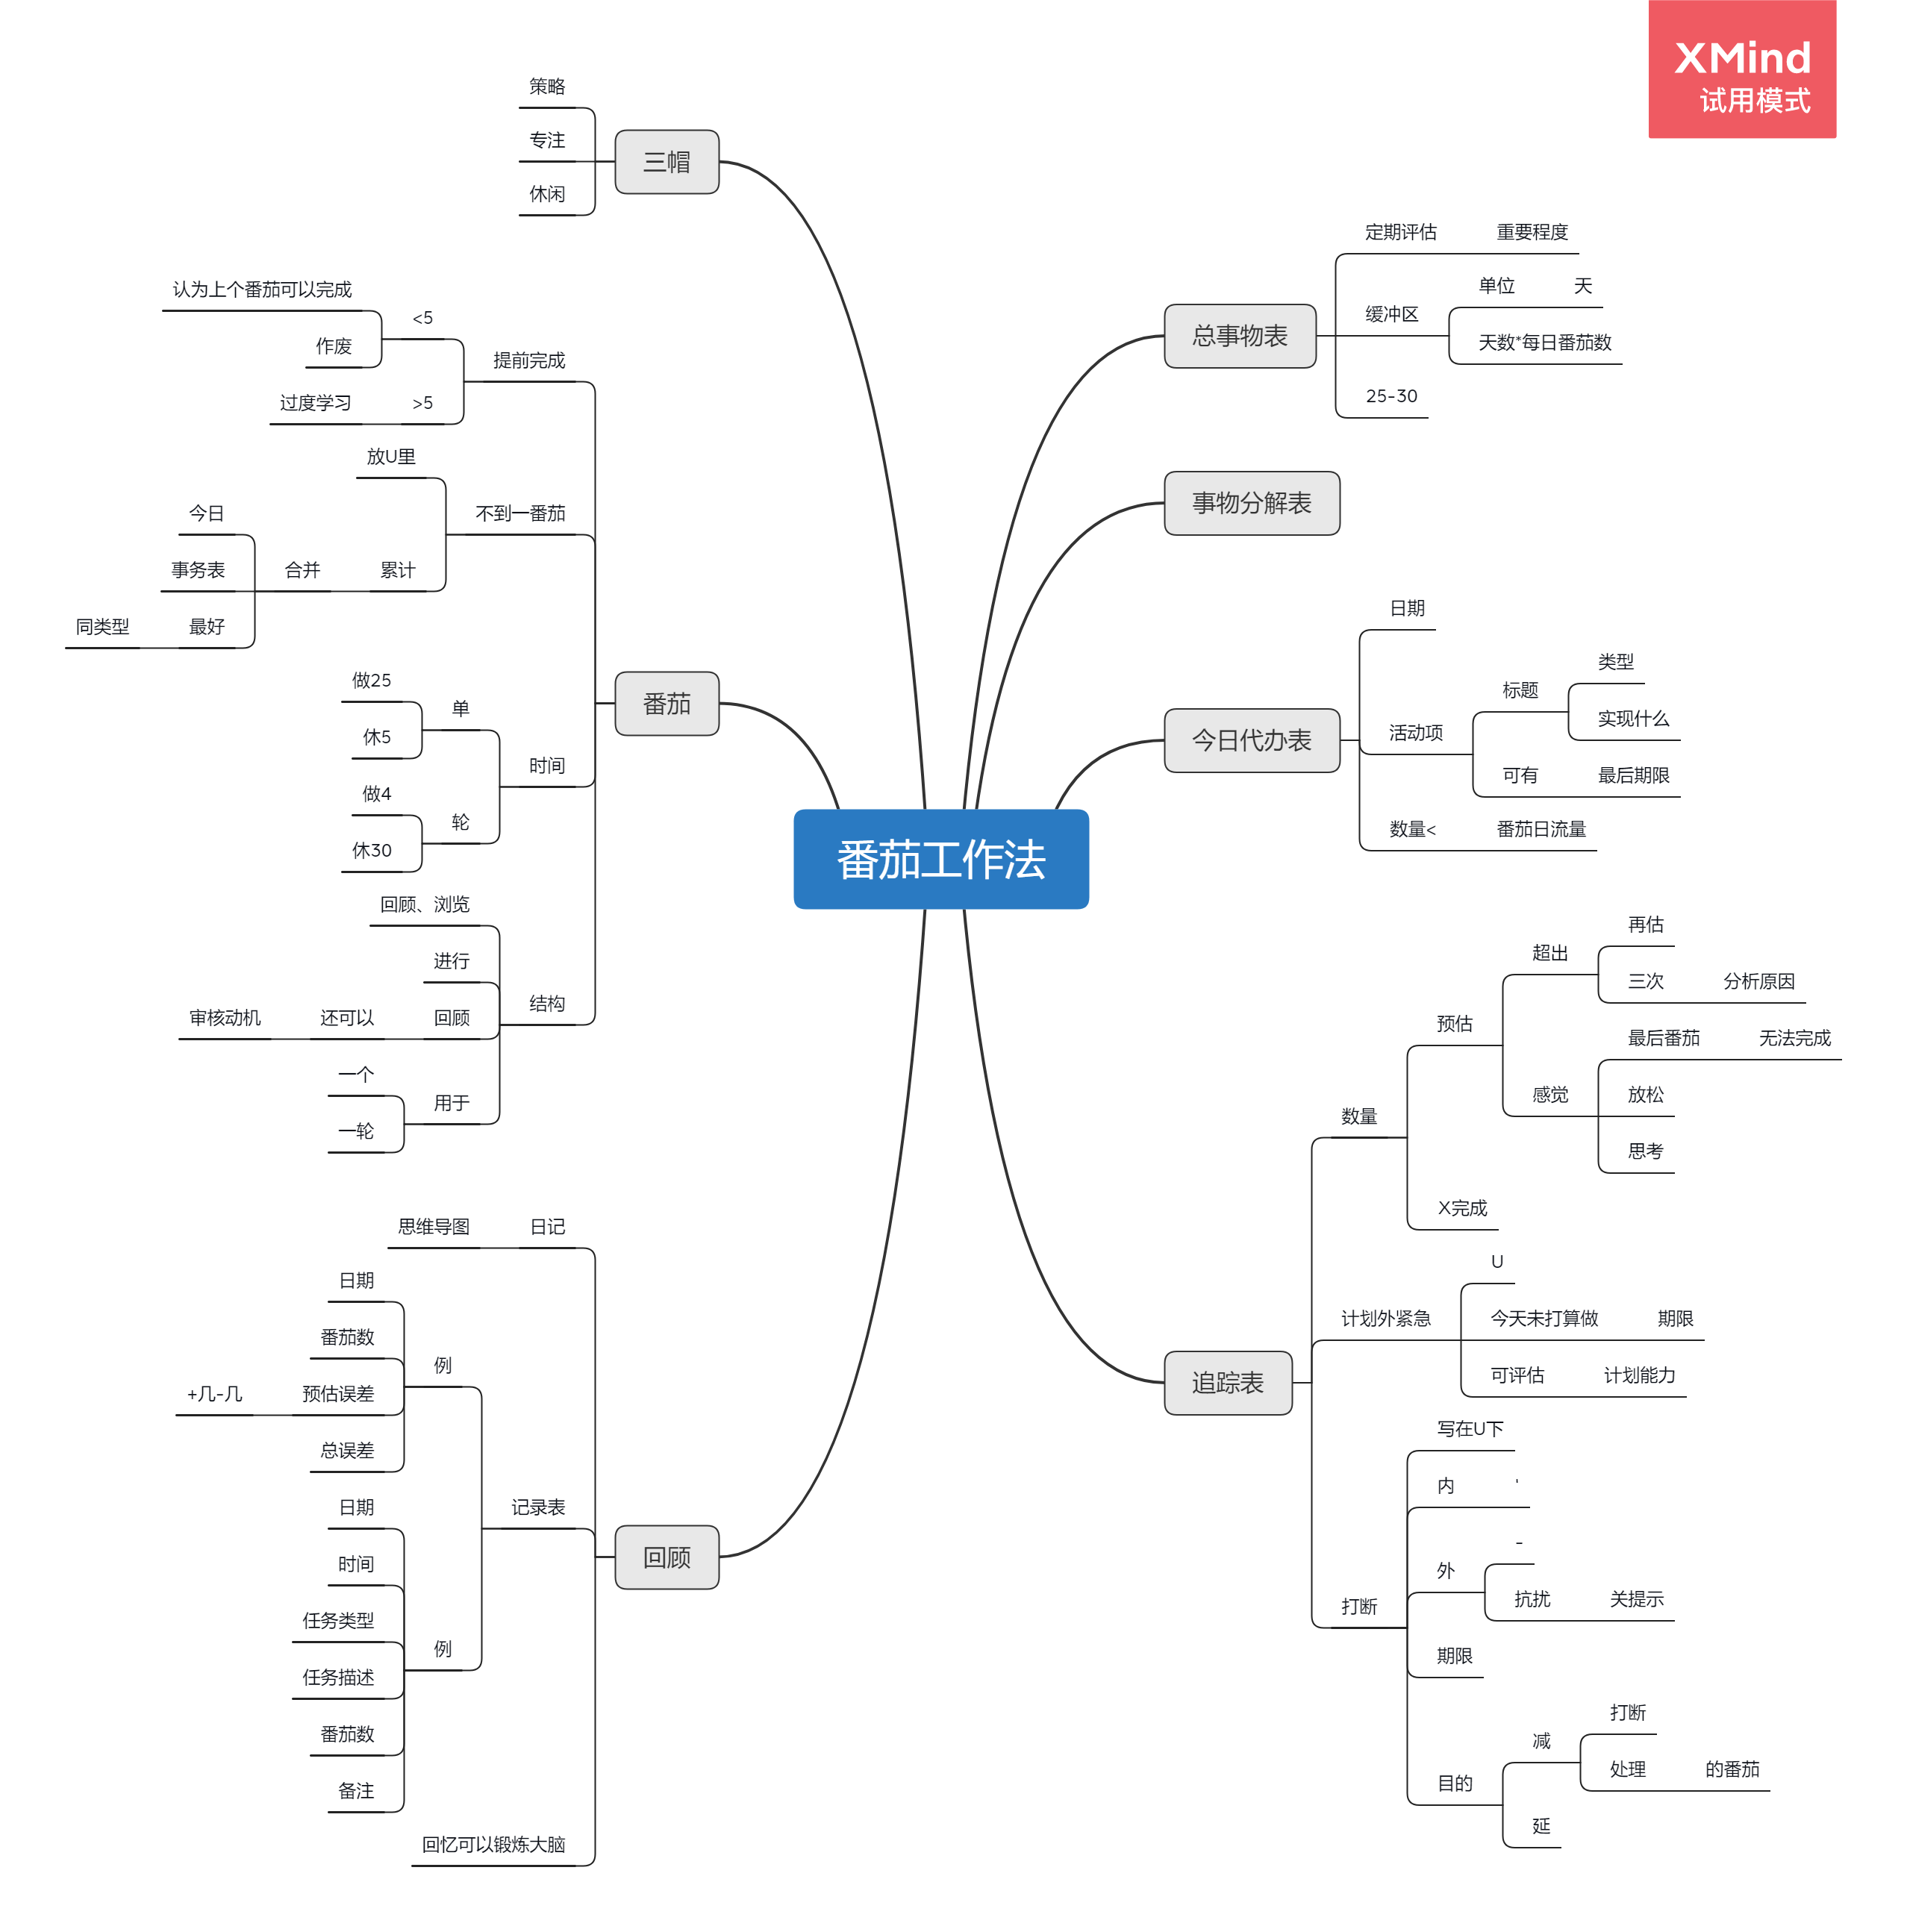 XMind
试用模式
番茄工作法
总事物表
定期评估
重要程度
缓冲区
单位
天
天数*每日番茄数
25-30
事物分解表
今日代办表
日期
活动项
标题
类型
实现什么
可有
最后期限
数量<
番茄日流量
追踪表
数量
预估
超出
再估
三次
分析原因
感觉
最后番茄
无法完成
放松
思考
X完成
计划外紧急
U
今天未打算做
期限
可评估
计划能力
打断
写在U下
内
'
外
-
抗扰
关提示
期限
目的
减
打断
处理
的番茄
延
三帽
策略
专注
休闲
番茄
提前完成
<5
认为上个番茄可以完成
作废
>5
过度学习
不到一番茄
放U里
累计
合并
今日
事务表
最好
同类型
时间
单
做25
休5
轮
做4
休30
结构
回顾、浏览
进行
回顾
还可以
审核动机
用于
一个
一轮
回顾
日记
思维导图
记录表
例
日期
番茄数
预估误差
+几-几
总误差
例
日期
时间
任务类型
任务描述
番茄数
备注
回忆可以锻炼大脑